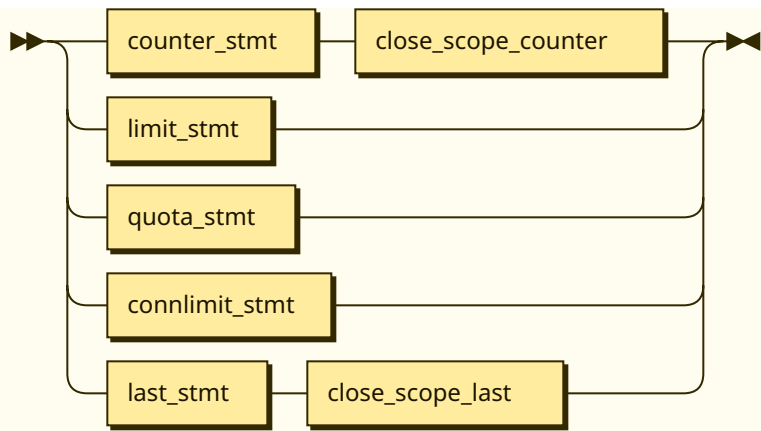 counter_stmt close_scope_counter
limit_stmt
quota_stmt
connlimit_stmt
last_stmt close_scope_last